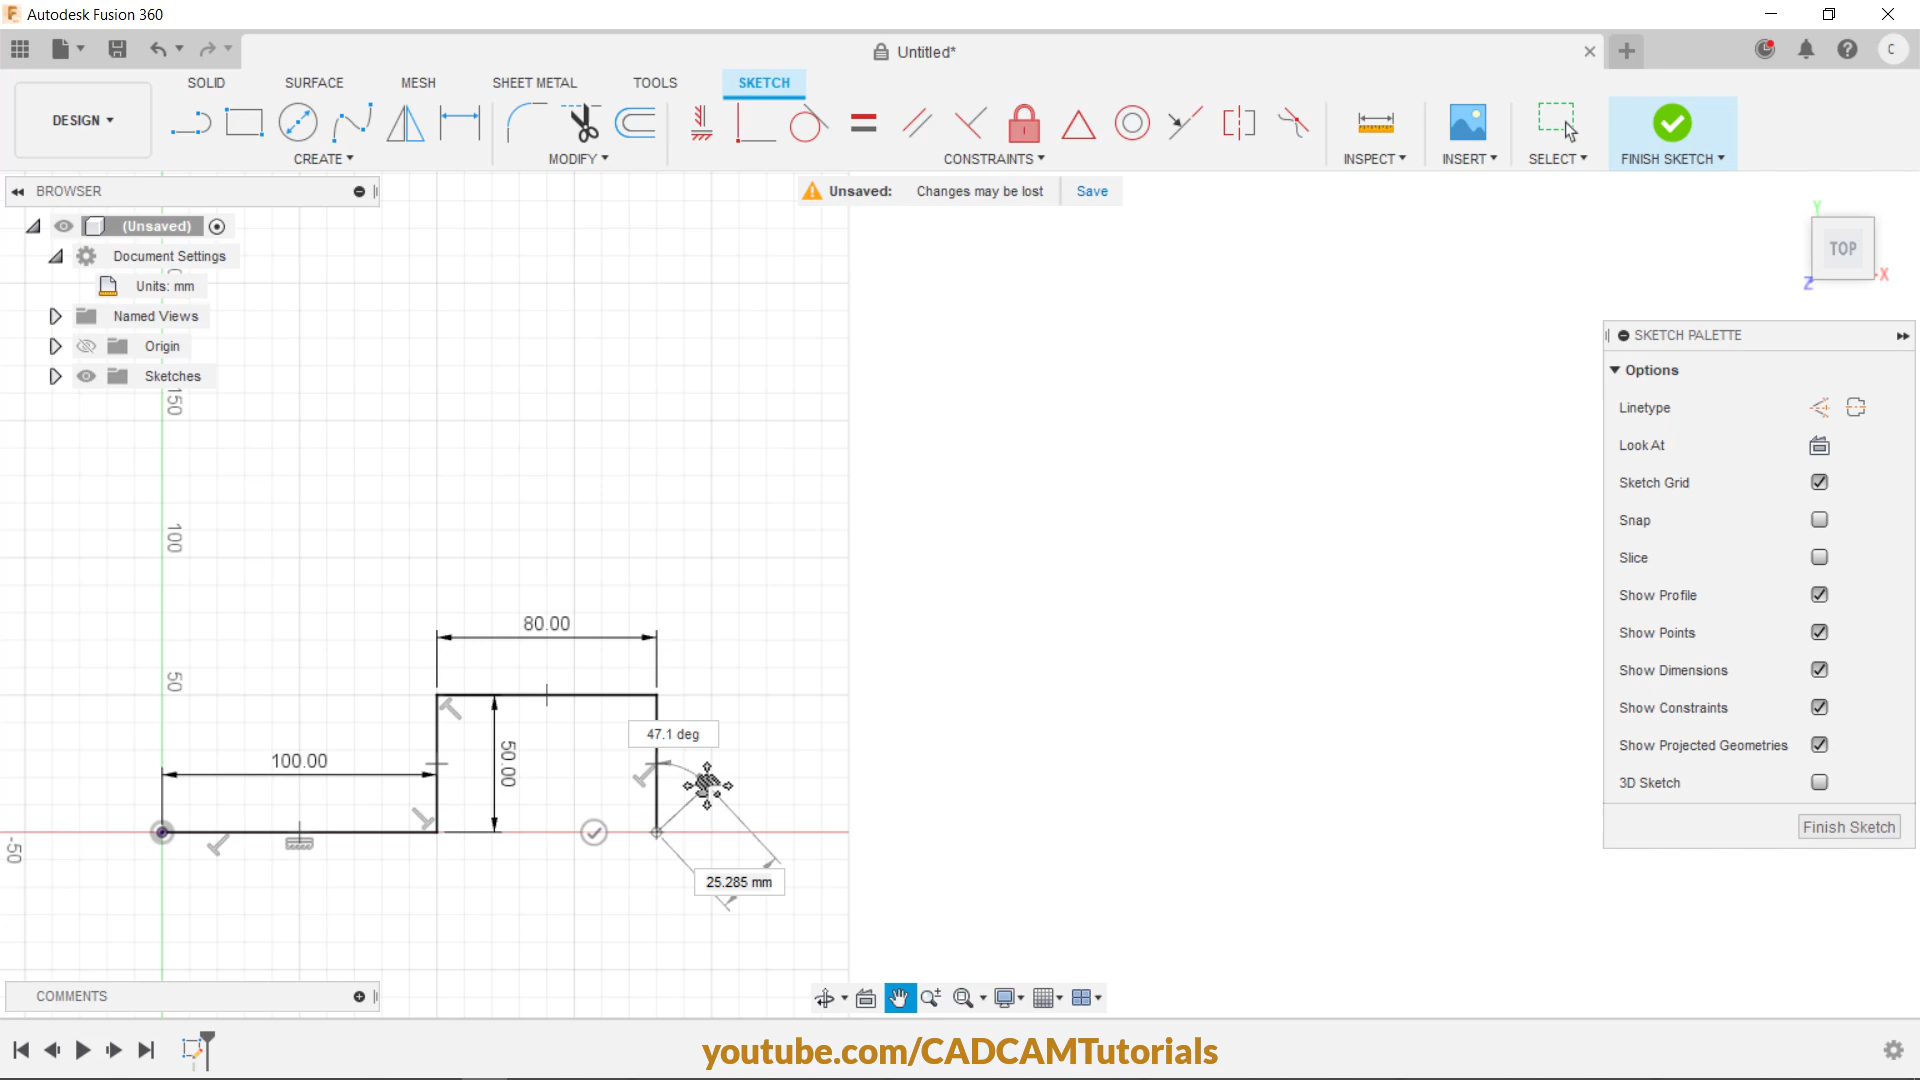 Autodesk Fusion 360
Untitled*
C
DESIGN
SOLID
SURFACE
MESH
SHEET METAL
TOOLS
SKETCH
CREATE
MODIFY
CONSTRAINTS
INSPECT
INSERT
SELECT
FINISH SKETCH
BROWSER
Unsaved: Changes may be lost Save
(Unsaved)
Document Settings
Units: mm
Named Views
Origin
Sketches
Y
TOP
X
Z
SKETCH PALETTE
Options
Linetype
Look At
Sketch Grid
Snap
Slice
Show Profile
Show Points
Show Dimensions
Show Constraints
Show Projected Geometries
3D Sketch
Finish Sketch
150
100
50
-50
80.00
100.00
50.00
47.1 deg
25.285 mm
COMMENTS
youtube.com/CADCAMTutorials